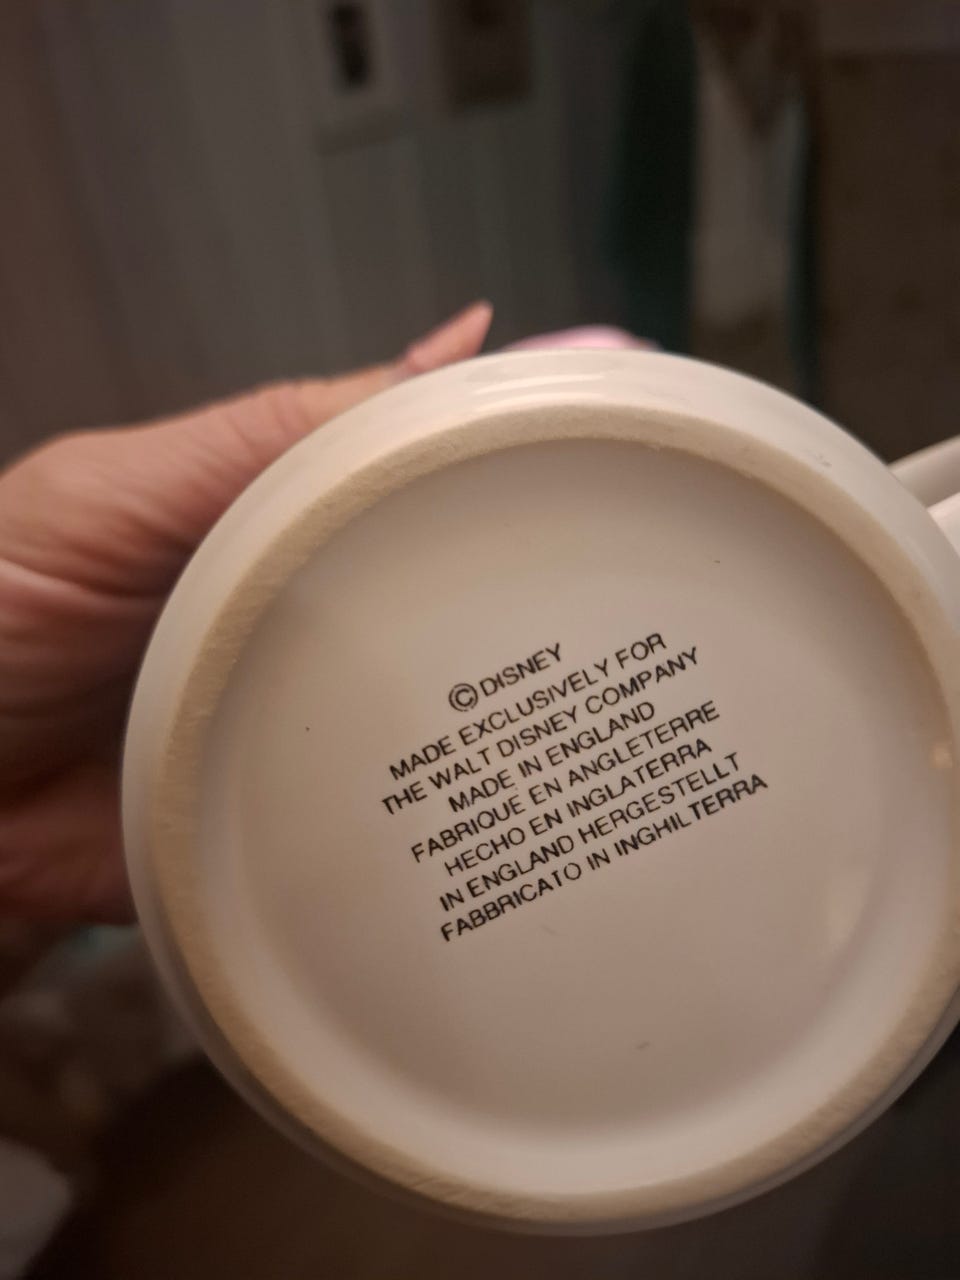 © DISNEY
MADE EXCLUSIVELY FOR
THE WALT DISNEY COMPANY
MADE IN ENGLAND
FABRIQUE EN ANGLETERRE
HECHO EN INGLATERRA
IN ENGLAND HERGESTELLT
FABBRICATO IN INGHILTERRA